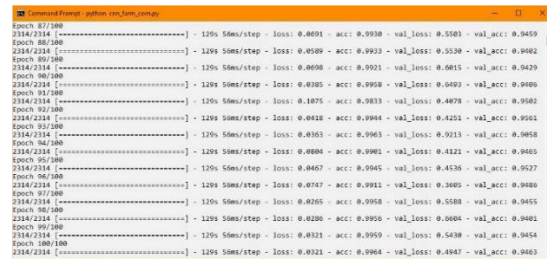 Command Prompt - python cnn_farm_com.py
Epoch 87/100
2314/2314 [==============================] - 129s 56ms/step - loss: 0.0691 - acc: 0.9930 - val_loss: 0.5503 - val_acc: 0.9459
Epoch 88/100
2314/2314 [==============================] - 129s 56ms/step - loss: 0.0589 - acc: 0.9933 - val_loss: 0.5530 - val_acc: 0.9402
Epoch 89/100
2314/2314 [==============================] - 129s 56ms/step - loss: 0.0698 - acc: 0.9921 - val_loss: 0.6015 - val_acc: 0.9429
Epoch 90/100
2314/2314 [==============================] - 129s 56ms/step - loss: 0.0385 - acc: 0.9958 - val_loss: 0.6493 - val_acc: 0.9406
Epoch 91/100
2314/2314 [==============================] - 129s 56ms/step - loss: 0.1075 - acc: 0.9833 - val_loss: 0.4078 - val_acc: 0.9502
Epoch 92/100
2314/2314 [==============================] - 129s 56ms/step - loss: 0.0418 - acc: 0.9944 - val_loss: 0.4251 - val_acc: 0.9561
Epoch 93/100
2314/2314 [==============================] - 129s 56ms/step - loss: 0.0363 - acc: 0.9963 - val_loss: 0.9213 - val_acc: 0.9058
Epoch 94/100
2314/2314 [==============================] - 129s 56ms/step - loss: 0.0804 - acc: 0.9901 - val_loss: 0.4121 - val_acc: 0.9465
Epoch 95/100
2314/2314 [==============================] - 129s 56ms/step - loss: 0.0467 - acc: 0.9945 - val_loss: 0.4536 - val_acc: 0.9527
Epoch 96/100
2314/2314 [==============================] - 129s 56ms/step - loss: 0.0747 - acc: 0.9911 - val_loss: 0.3605 - val_acc: 0.9486
Epoch 97/100
2314/2314 [==============================] - 129s 56ms/step - loss: 0.0265 - acc: 0.9958 - val_loss: 0.5588 - val_acc: 0.9455
Epoch 98/100
2314/2314 [==============================] - 129s 56ms/step - loss: 0.0286 - acc: 0.9956 - val_loss: 0.6604 - val_acc: 0.9401
Epoch 99/100
2314/2314 [==============================] - 129s 56ms/step - loss: 0.0321 - acc: 0.9959 - val_loss: 0.5430 - val_acc: 0.9454
Epoch 100/100
2314/2314 [==============================] - 129s 56ms/step - loss: 0.0321 - acc: 0.9964 - val_loss: 0.4947 - val_acc: 0.9463